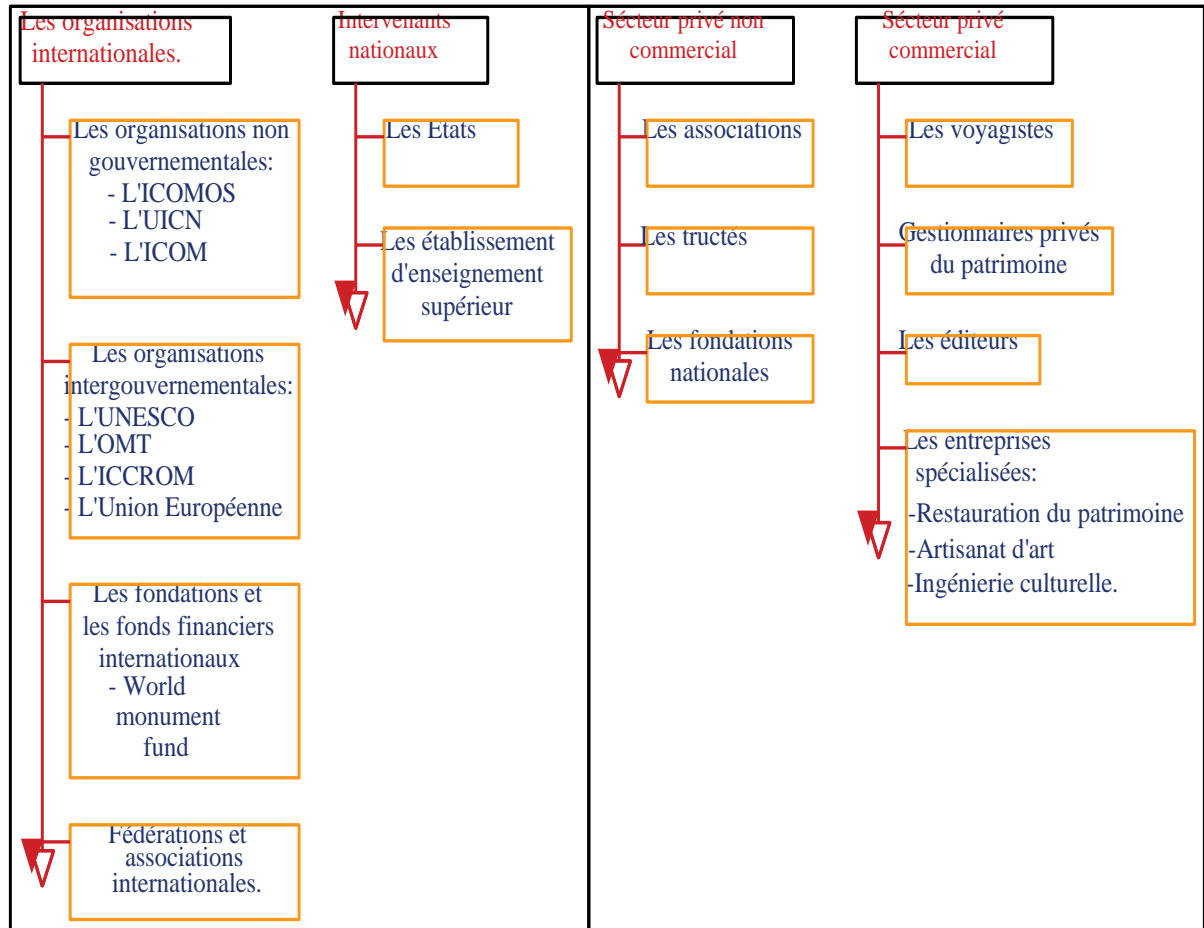 Les organisations
internationales.
Les organisations non
gouvernementales:
- L'ICOMOS
- L'UICN
- L'ICOM
Les organisations
intergouvernementales:
- L'UNESCO
- L'OMT
- L'ICCROM
- L'Union Européenne
Les fondations et
les fonds financiers
internationaux
- World
monument
fund
Fédérations et
associations
internationales.
Intervenants
nationaux
Les Etats
Les établissement
d'enseignement
supérieur
Sécteur privé non
commercial
Les associations
Les tructés
Les fondations
nationales
Sécteur privé
commercial
Les voyagistes
Gestionnaires privés
du patrimoine
Les éditeurs
Les entreprises
spécialisées:
-Restauration du patrimoine
-Artisanat d'art
-Ingénierie culturelle.